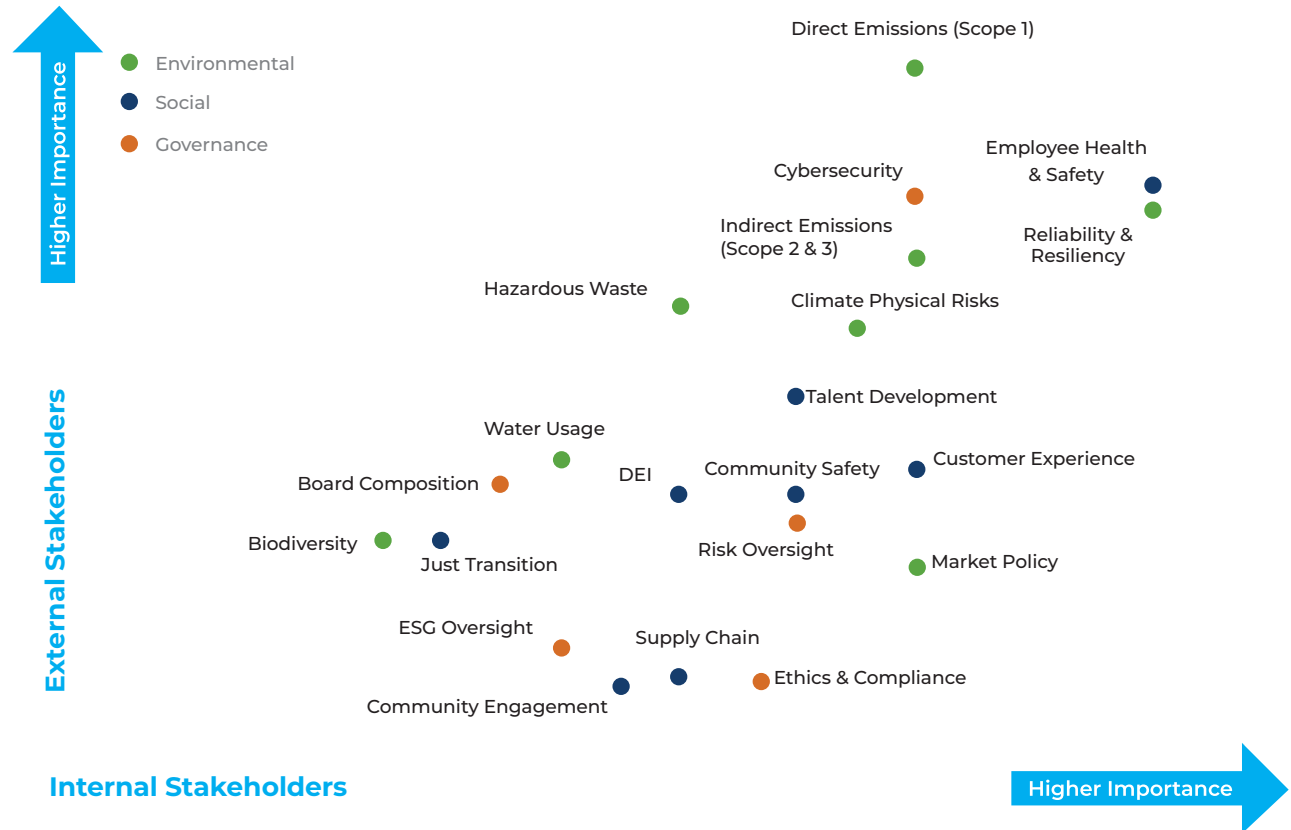 Direct Emissions (Scope 1)
Higher Importance
Environmental
Social
Governance
Employee Health
& Safety
Cybersecurity
Indirect Emissions
(Scope 2 & 3)
Reliability &
Resiliency
Hazardous Waste
Climate Physical Risks
External Stakeholders
Talent Development
Water Usage
Customer Experience
Community Safety
DEI
Board Composition
Biodiversity
Risk Oversight
Just Transition
Market Policy
ESG Oversight
Supply Chain
Ethics & Compliance
Community Engagement
Internal Stakeholders
Higher Importance